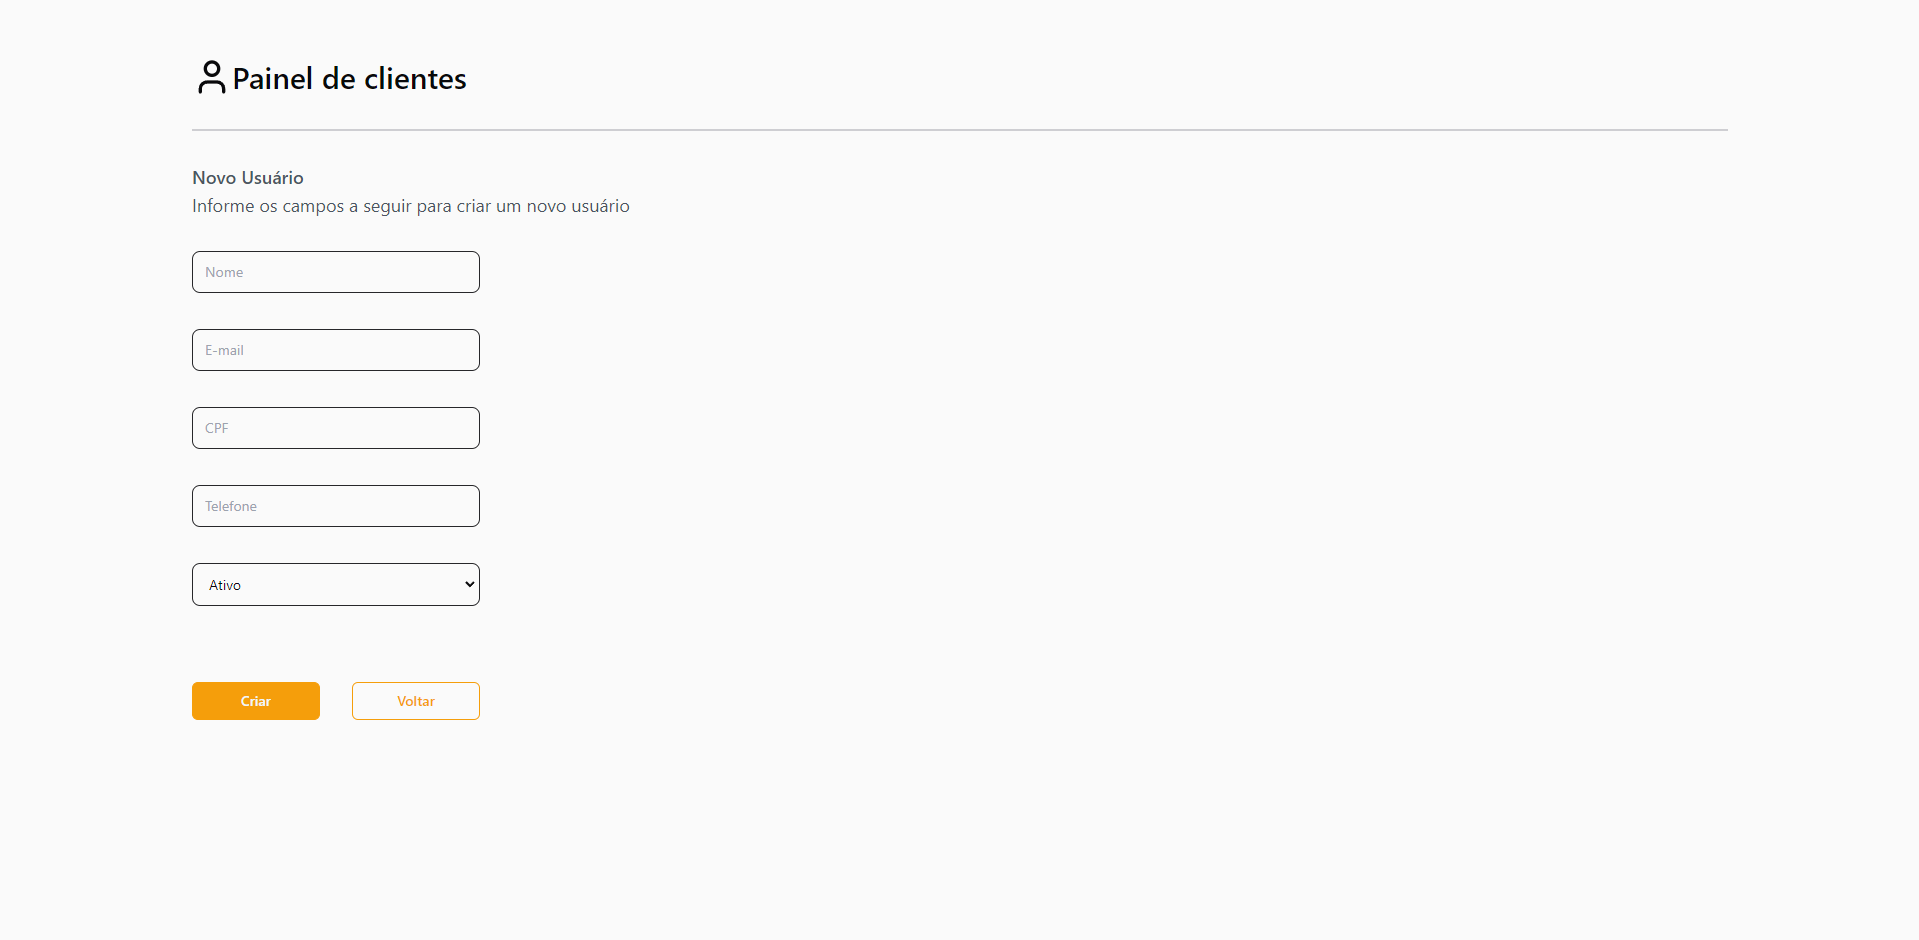 Painel de clientes
Novo Usuário
Informe os campos a seguir para criar um novo usuário
Nome
E-mail
CPF
Telefone
Ativo
Criar Voltar